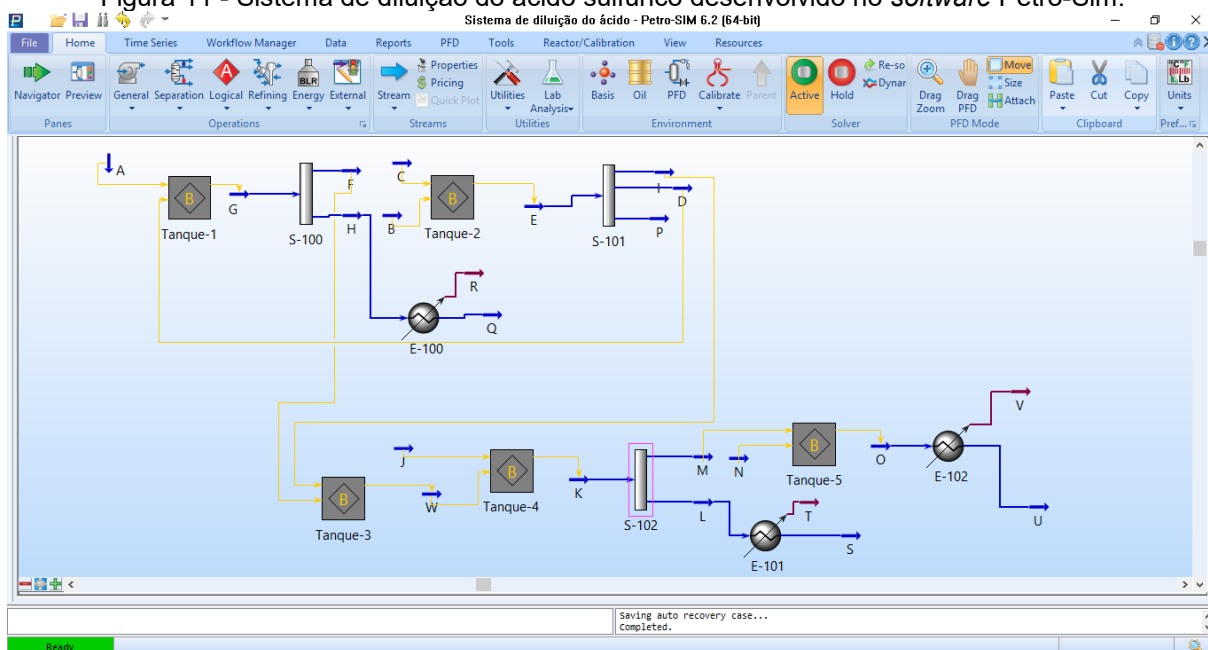 Figura 11 - Sistema de diluição do ácido sulfúrico desenvolvido no software Petro-Sim.
Sistema de diluição do ácido - Petro-SIM 6.2 (64-bit)
File Home Time Series Workflow Manager Data Reports PFD Tools Reactor/Calibration View Resources
Navigator Preview
Panes
General Separation Logical Refining Energy External
BLR
Operations
Stream
Properties
Pricing
Quick Plot
Streams
Utilities Lab Analysis
Utilities
Basis Oil PFD Calibrate Parent
Environment
Active Hold
Re-so
Dynar
Solver
Drag Zoom
Drag PFD
Move
Size
Attach
PFD Mode
Paste Cut Copy
Clipboard
Units
Pref...
A
B
Tanque-1
G
S-100
F
H
R
Q
E-100
C
B
B
Tanque-2
E
S-101
I
D
P
B
Tanque-3
W
J
B
Tanque-4
K
S-102
M
L
T
S
E-101
N
B
Tanque-5
O
E-102
V
U
Saving auto recovery case...
Completed.
Ready